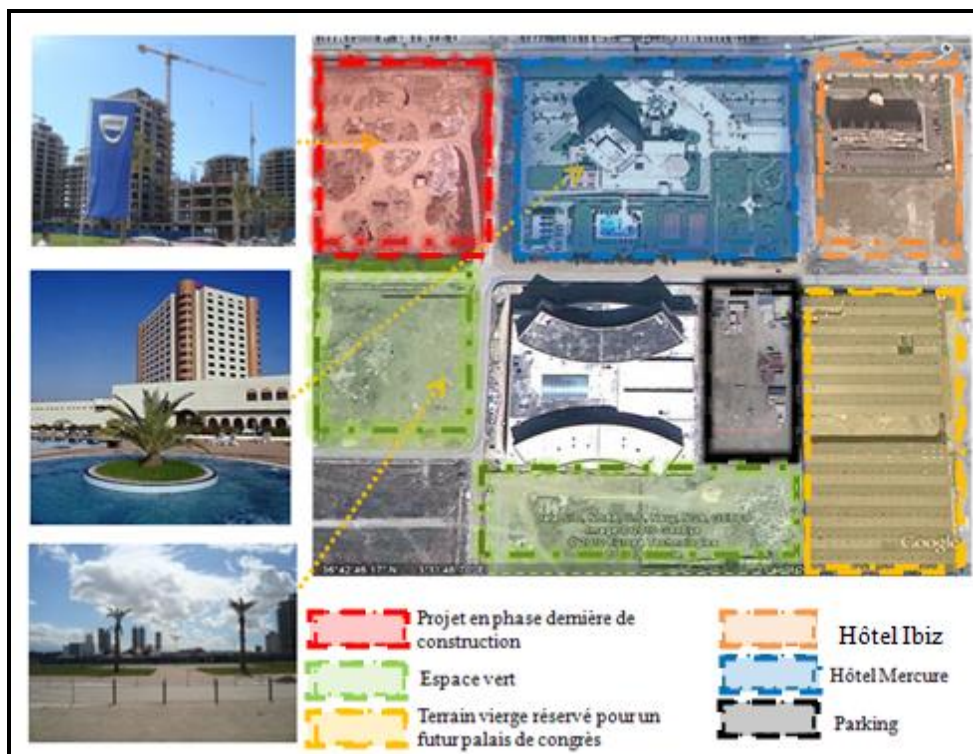 Google
Projet en phase dernière de
construction
Espace vert
Terrain vierge réservé pour un
futur palais de congrès
Hôtel Ibiz
Hôtel Mercure
Parking